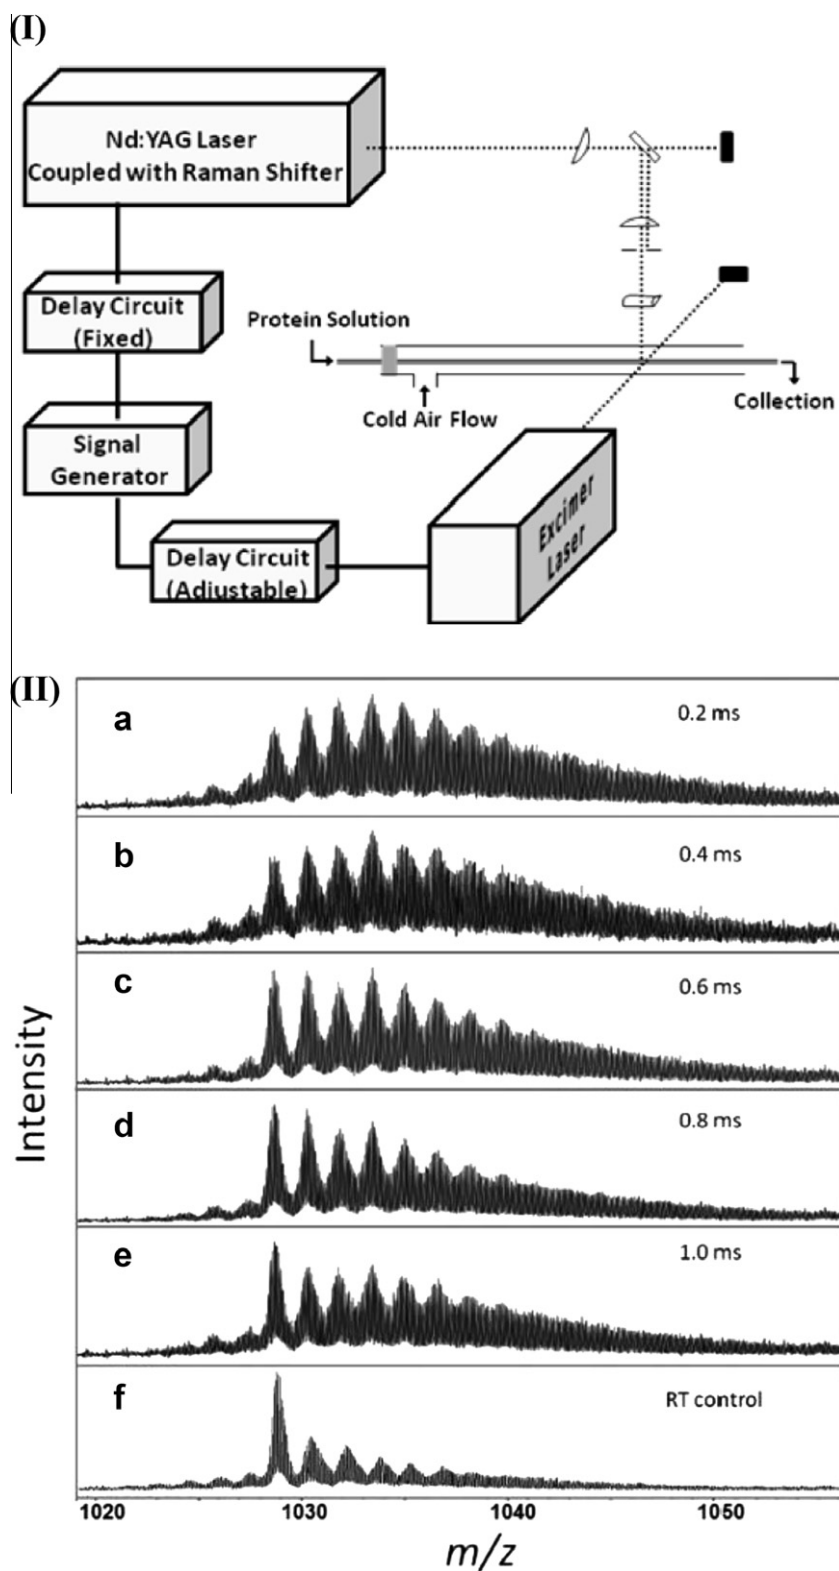 (I)
Nd:YAG Laser
Coupled with Raman Shifter
Delay Circuit
(Fixed)
Protein Solution
Cold Air Flow
Collection
Signal
Generator
Excimer
Laser
Delay Circuit
(Adjustable)
(II)
a
0.2 ms
b
0.4 ms
c
0.6 ms
d
0.8 ms
e
1.0 ms
f
RT control
Intensity
1020 1030 1040 1050
m/z